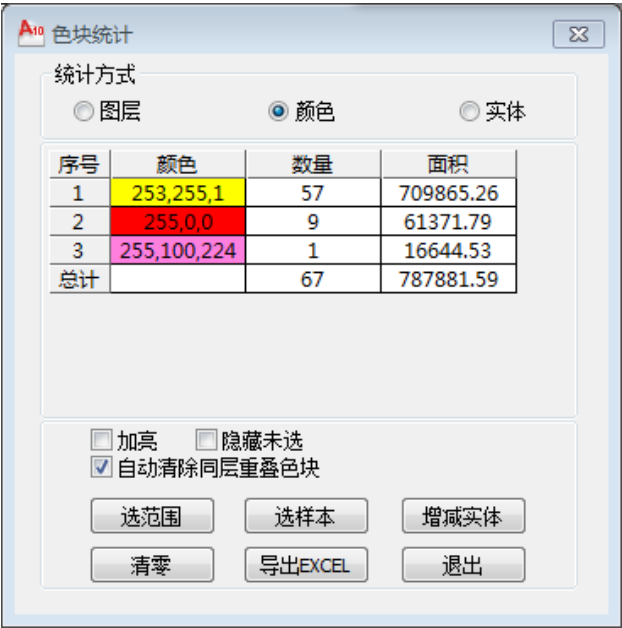 A10 色块统计
统计方式
图层 颜色 实体
序号 颜色 数量 面积
1 253,255,1 57 709865.26
2 255,0,0 9 61371.79
3 255,100,224 1 16644.53
总计 67 787881.59
加亮 隐藏未选
自动清除同层重叠色块
选范围 选样本 增减实体
清零 导出EXCEL 退出